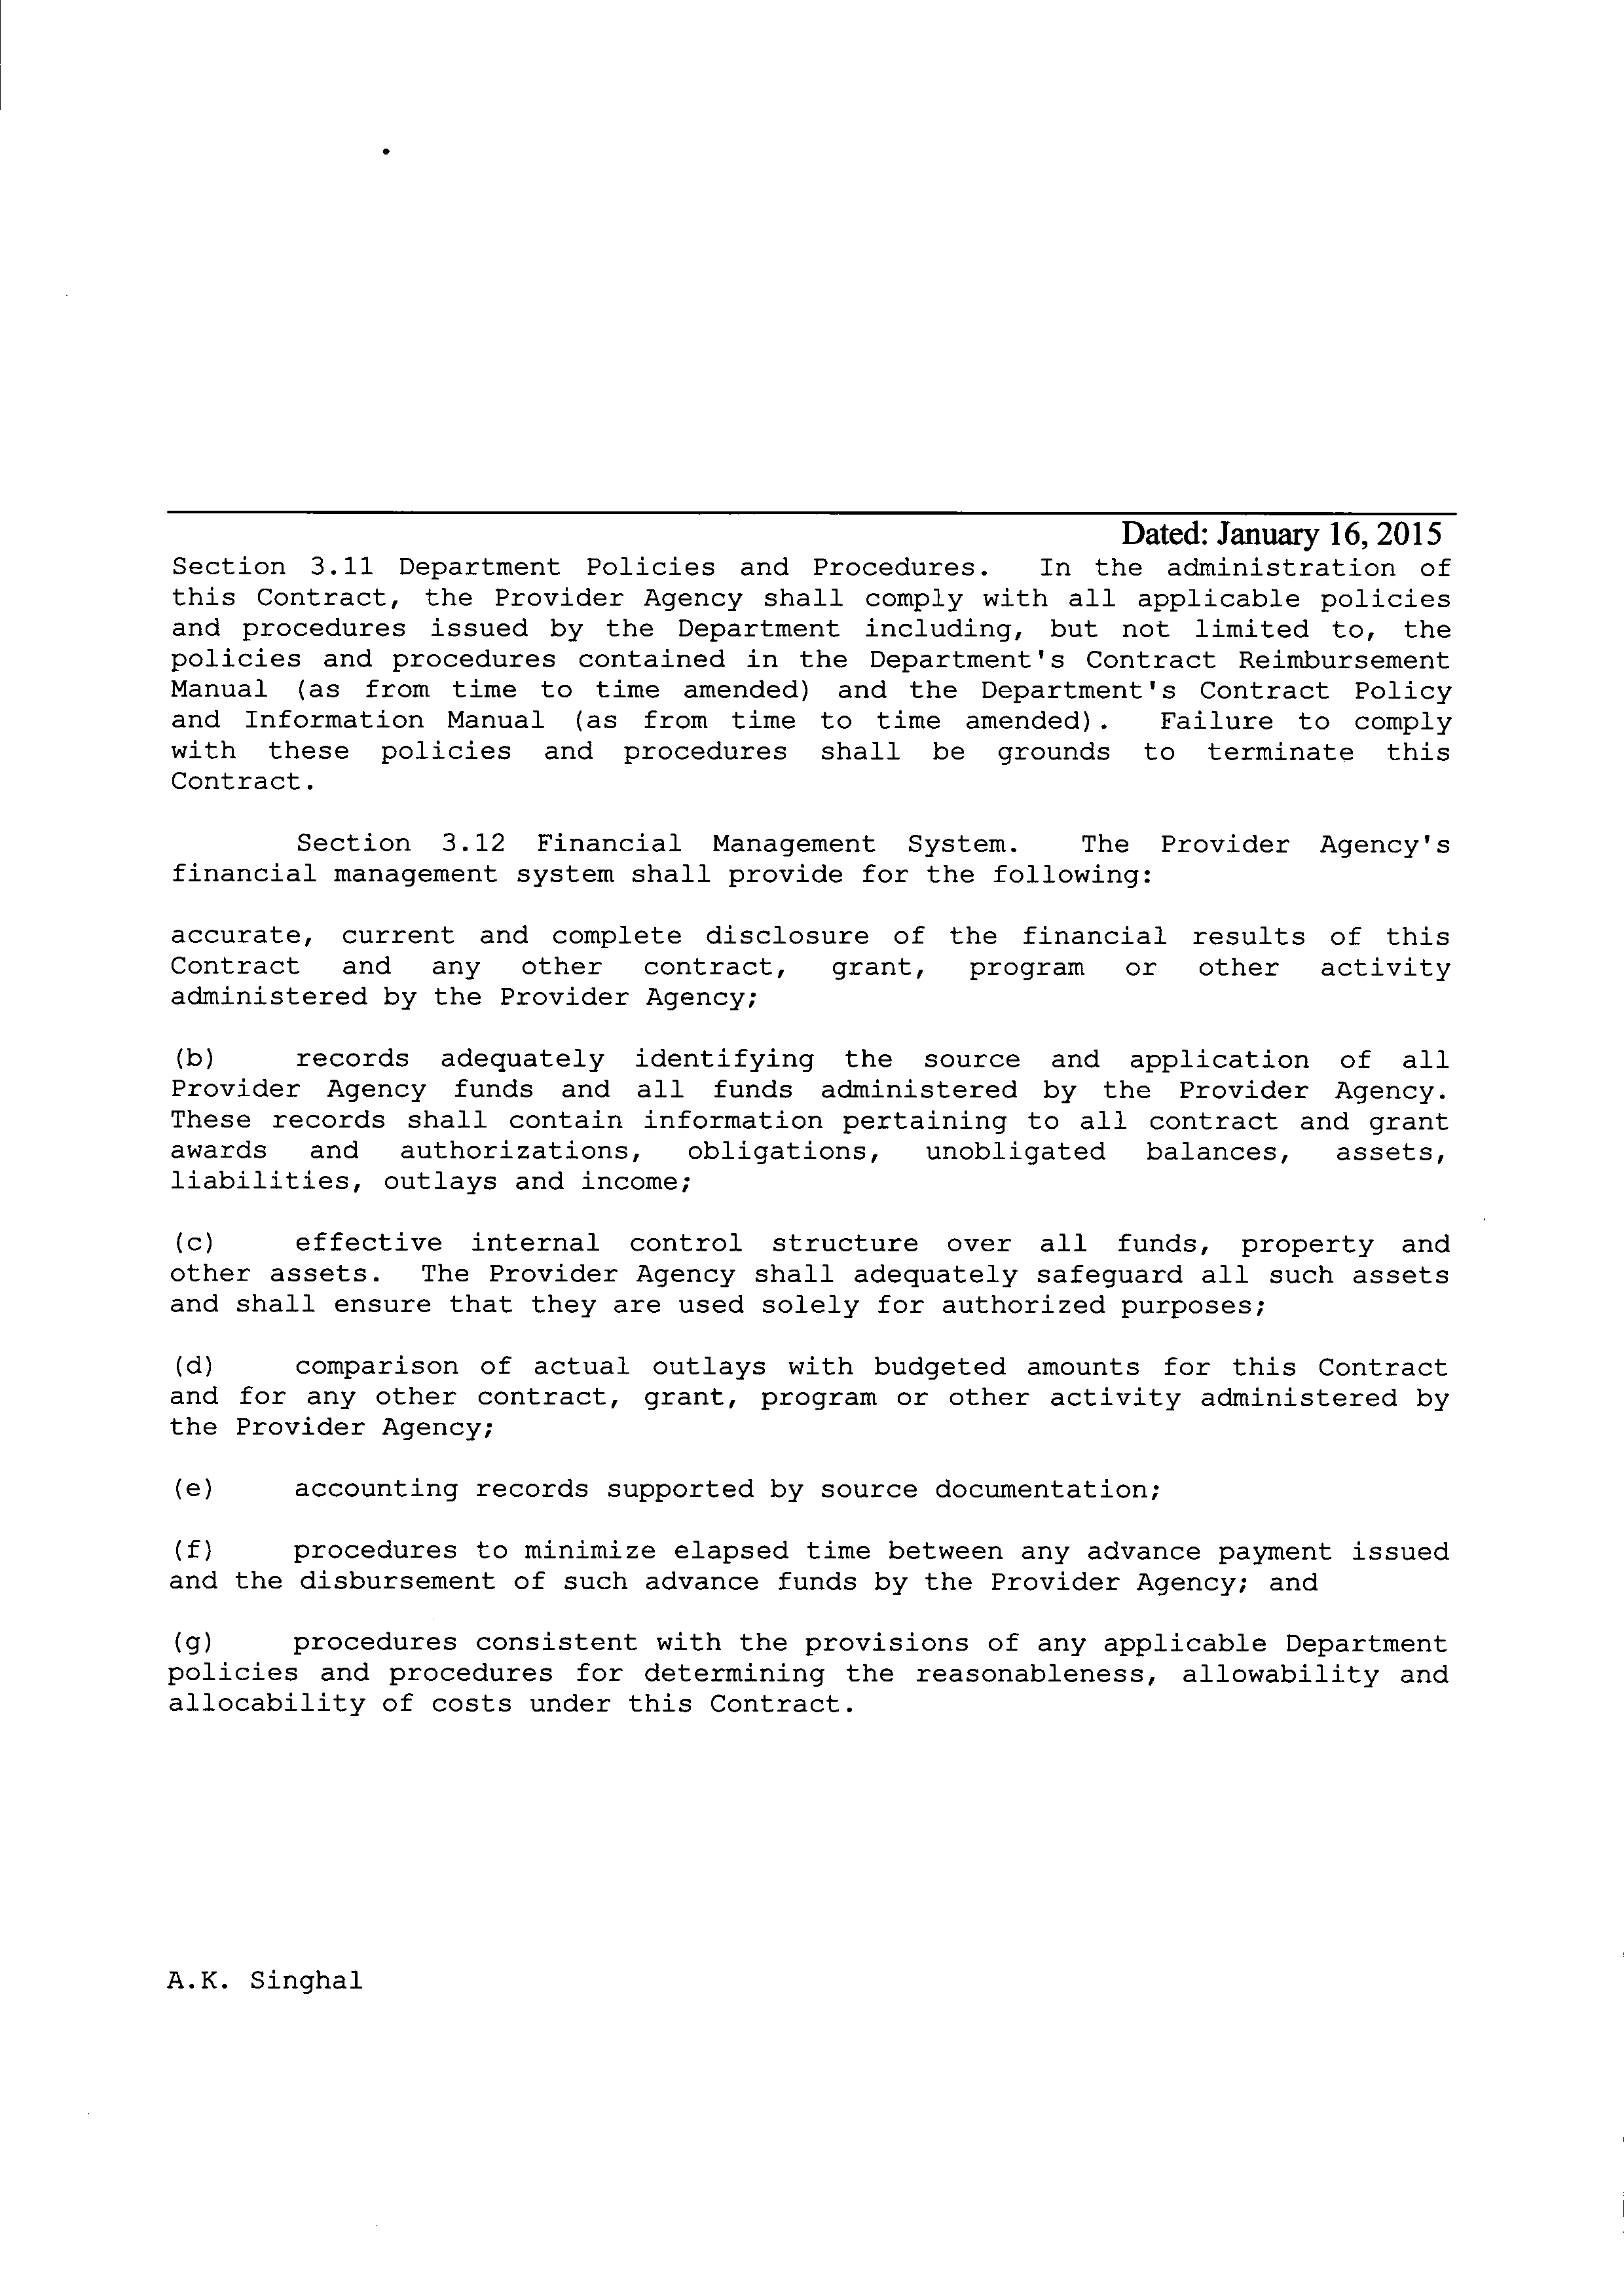 Dated: January 16, 2015
Section 3.11 Department Policies and Procedures. In the administration of
this Contract, the Provider Agency shall comply with all applicable policies
and procedures issued by the Department including, but not limited to, the
policies and procedures contained in the Department's Contract Reimbursement
Manual (as from time to time amended) and the Department's Contract Policy
and Information Manual (as from time to time amended). Failure to comply
with these policies and procedures shall be grounds to terminate this
Contract.
Section 3.12 Financial Management System. The Provider Agency's
financial management system shall provide for the following:
accurate, current and complete disclosure of the financial results of this
Contract and any other contract, grant, program or other activity
administered by the Provider Agency;
(b) records adequately identifying the source and application of all
Provider Agency funds and all funds administered by the Provider Agency.
These records shall contain information pertaining to all contract and grant
awards and authorizations, obligations, unobligated balances, assets,
liabilities, outlays and income;
(c) effective internal control structure over all funds, property and
other assets. The Provider Agency shall adequately safeguard all such assets
and shall ensure that they are used solely for authorized purposes;
(d) comparison of actual outlays with budgeted amounts for this Contract
and for any other contract, grant, program or other activity administered by
the Provider Agency;
(e) accounting records supported by source documentation;
(f) procedures to minimize elapsed time between any advance payment issued
and the disbursement of such advance funds by the Provider Agency; and
(g) procedures consistent with the provisions of any applicable Department
policies and procedures for determining the reasonableness, allowability and
allocability of costs under this Contract.
A.K. Singhal